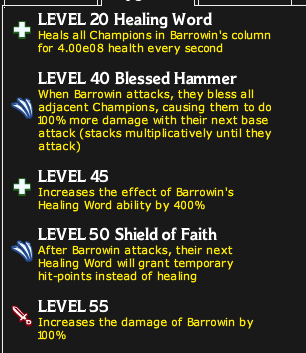 LEVEL 20 Healing Word
Heals all Champions in Barrowin's column
for 4.00e08 health every second
LEVEL 40 Blessed Hammer
When Barrowin attacks, they bless all
adjacent Champions, causing them to do
100% more damage with their next base
attack (stacks multiplicatively until they
attack)
LEVEL 45
Increases the effect of Barrowin's
Healing Word ability by 400%
LEVEL 50 Shield of Faith
After Barrowin attacks, their next
Healing Word will grant temporary
hit-points instead of healing
LEVEL 55
Increases the damage of Barrowin by
100%